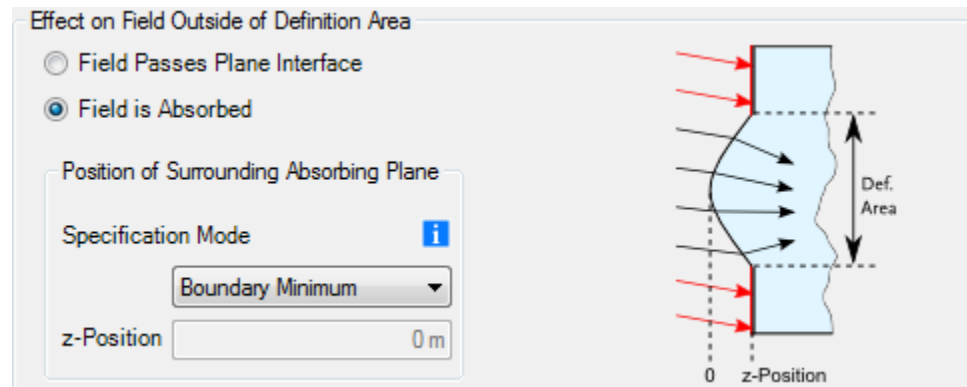 Effect on Field Outside of Definition Area
Field Passes Plane Interface
Field is Absorbed
Position of Surrounding Absorbing Plane
Specification Mode
i
Boundary Minimum
z-Position
0 m
Def.
Area
0
z-Position